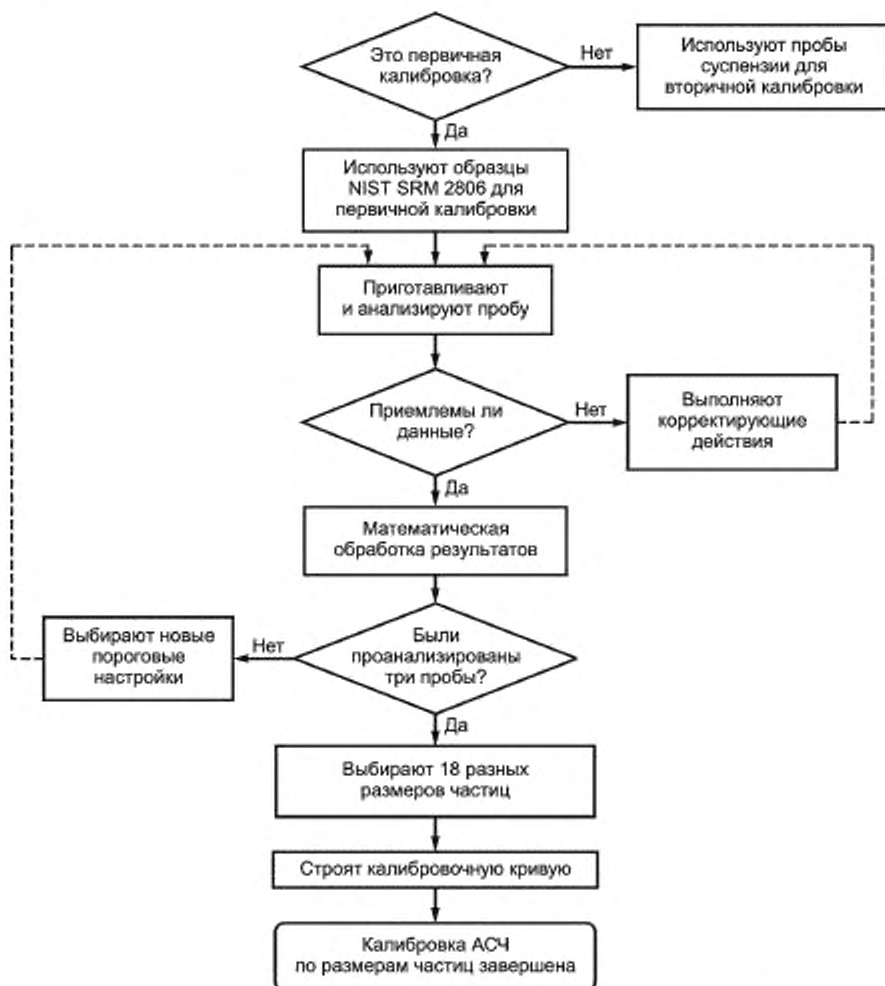 Это первичная
калибровка?
Нет
Используют пробы
суспензии для
вторичной калибровки
Да
Используют образцы
NIST SRM 2806 для
первичной калибровки
Приготавливают
и анализируют пробу
Приемлемы ли
данные?
Нет
Выполняют
корректирующие
действия
Да
Математическая
обработка результатов
Были
проанализированы
три пробы?
Нет
Выбирают новые
пороговые
настройки
Да
Выбирают 18 разных
размеров частиц
Строят калибровочную кривую
Калибровка АСЧ
по размерам частиц завершена